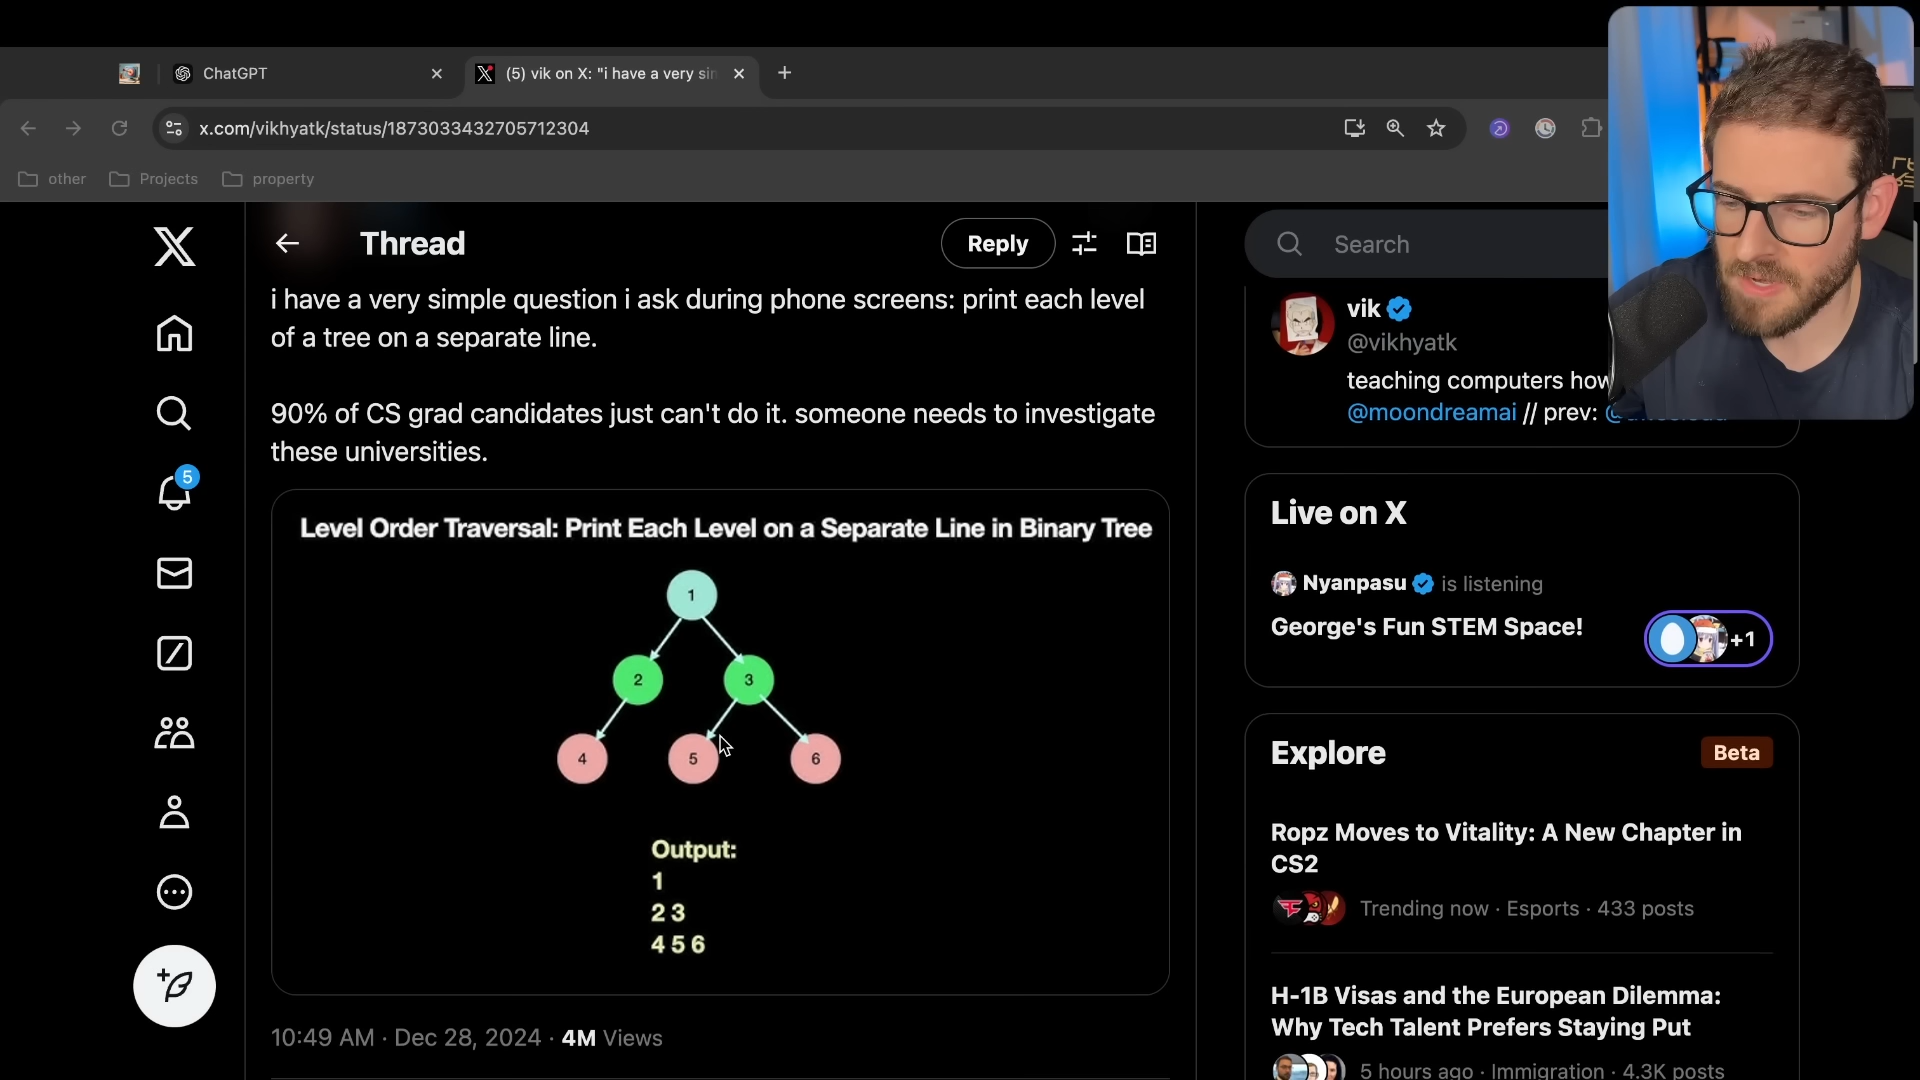 ChatGPT
(5) vik on X: "i have a very sin
x.com/vikhyatk/status/1873033432705712304
other
Projects
property
Thread
Reply
i have a very simple question i ask during phone screens: print each level
of a tree on a separate line.
90% of CS grad candidates just can't do it. someone needs to investigate
these universities.
Level Order Traversal: Print Each Level on a Separate Line in Binary Tree
1
2
3
4
5
6
Output:
1
2 3
4 5 6
10:49 AM · Dec 28, 2024 · 4M Views
5
Search
vik
@vikhyatk
teaching computers how
@moondreamai // prev:
Live on X
Nyanpasu is listening
George's Fun STEM Space!
+1
Explore
Beta
Ropz Moves to Vitality: A New Chapter in
CS2
Trending now · Esports · 433 posts
H-1B Visas and the European Dilemma:
Why Tech Talent Prefers Staying Put
5 hours ago · Immigration · 4.3K posts